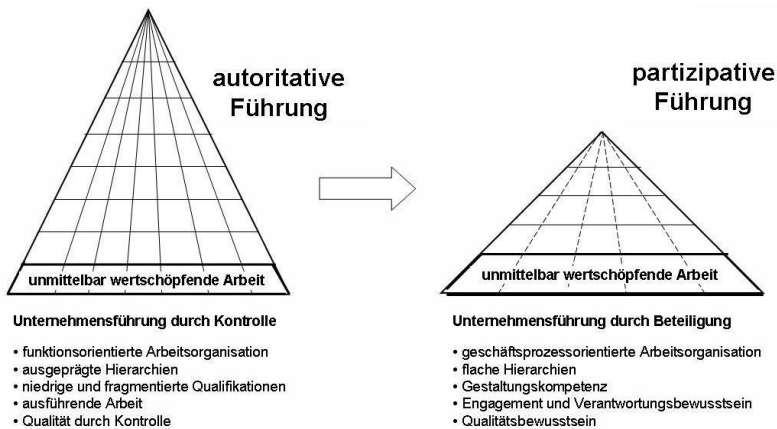 autoritative
Führung
unmittelbar wertschöpfende Arbeit
Unternehmensführung durch Kontrolle
• funktionsorientierte Arbeitsorganisation
• ausgeprägte Hierarchien
• niedrige und fragmentierte Qualifikationen
• ausführende Arbeit
• Qualität durch Kontrolle
partizipative
Führung
unmittelbar wertschöpfende Arbeit
Unternehmensführung durch Beteiligung
• geschäftsprozessorientierte Arbeitsorganisation
• flache Hierarchien
• Gestaltungskompetenz
• Engagement und Verantwortungsbewusstsein
• Qualitätsbewusstsein